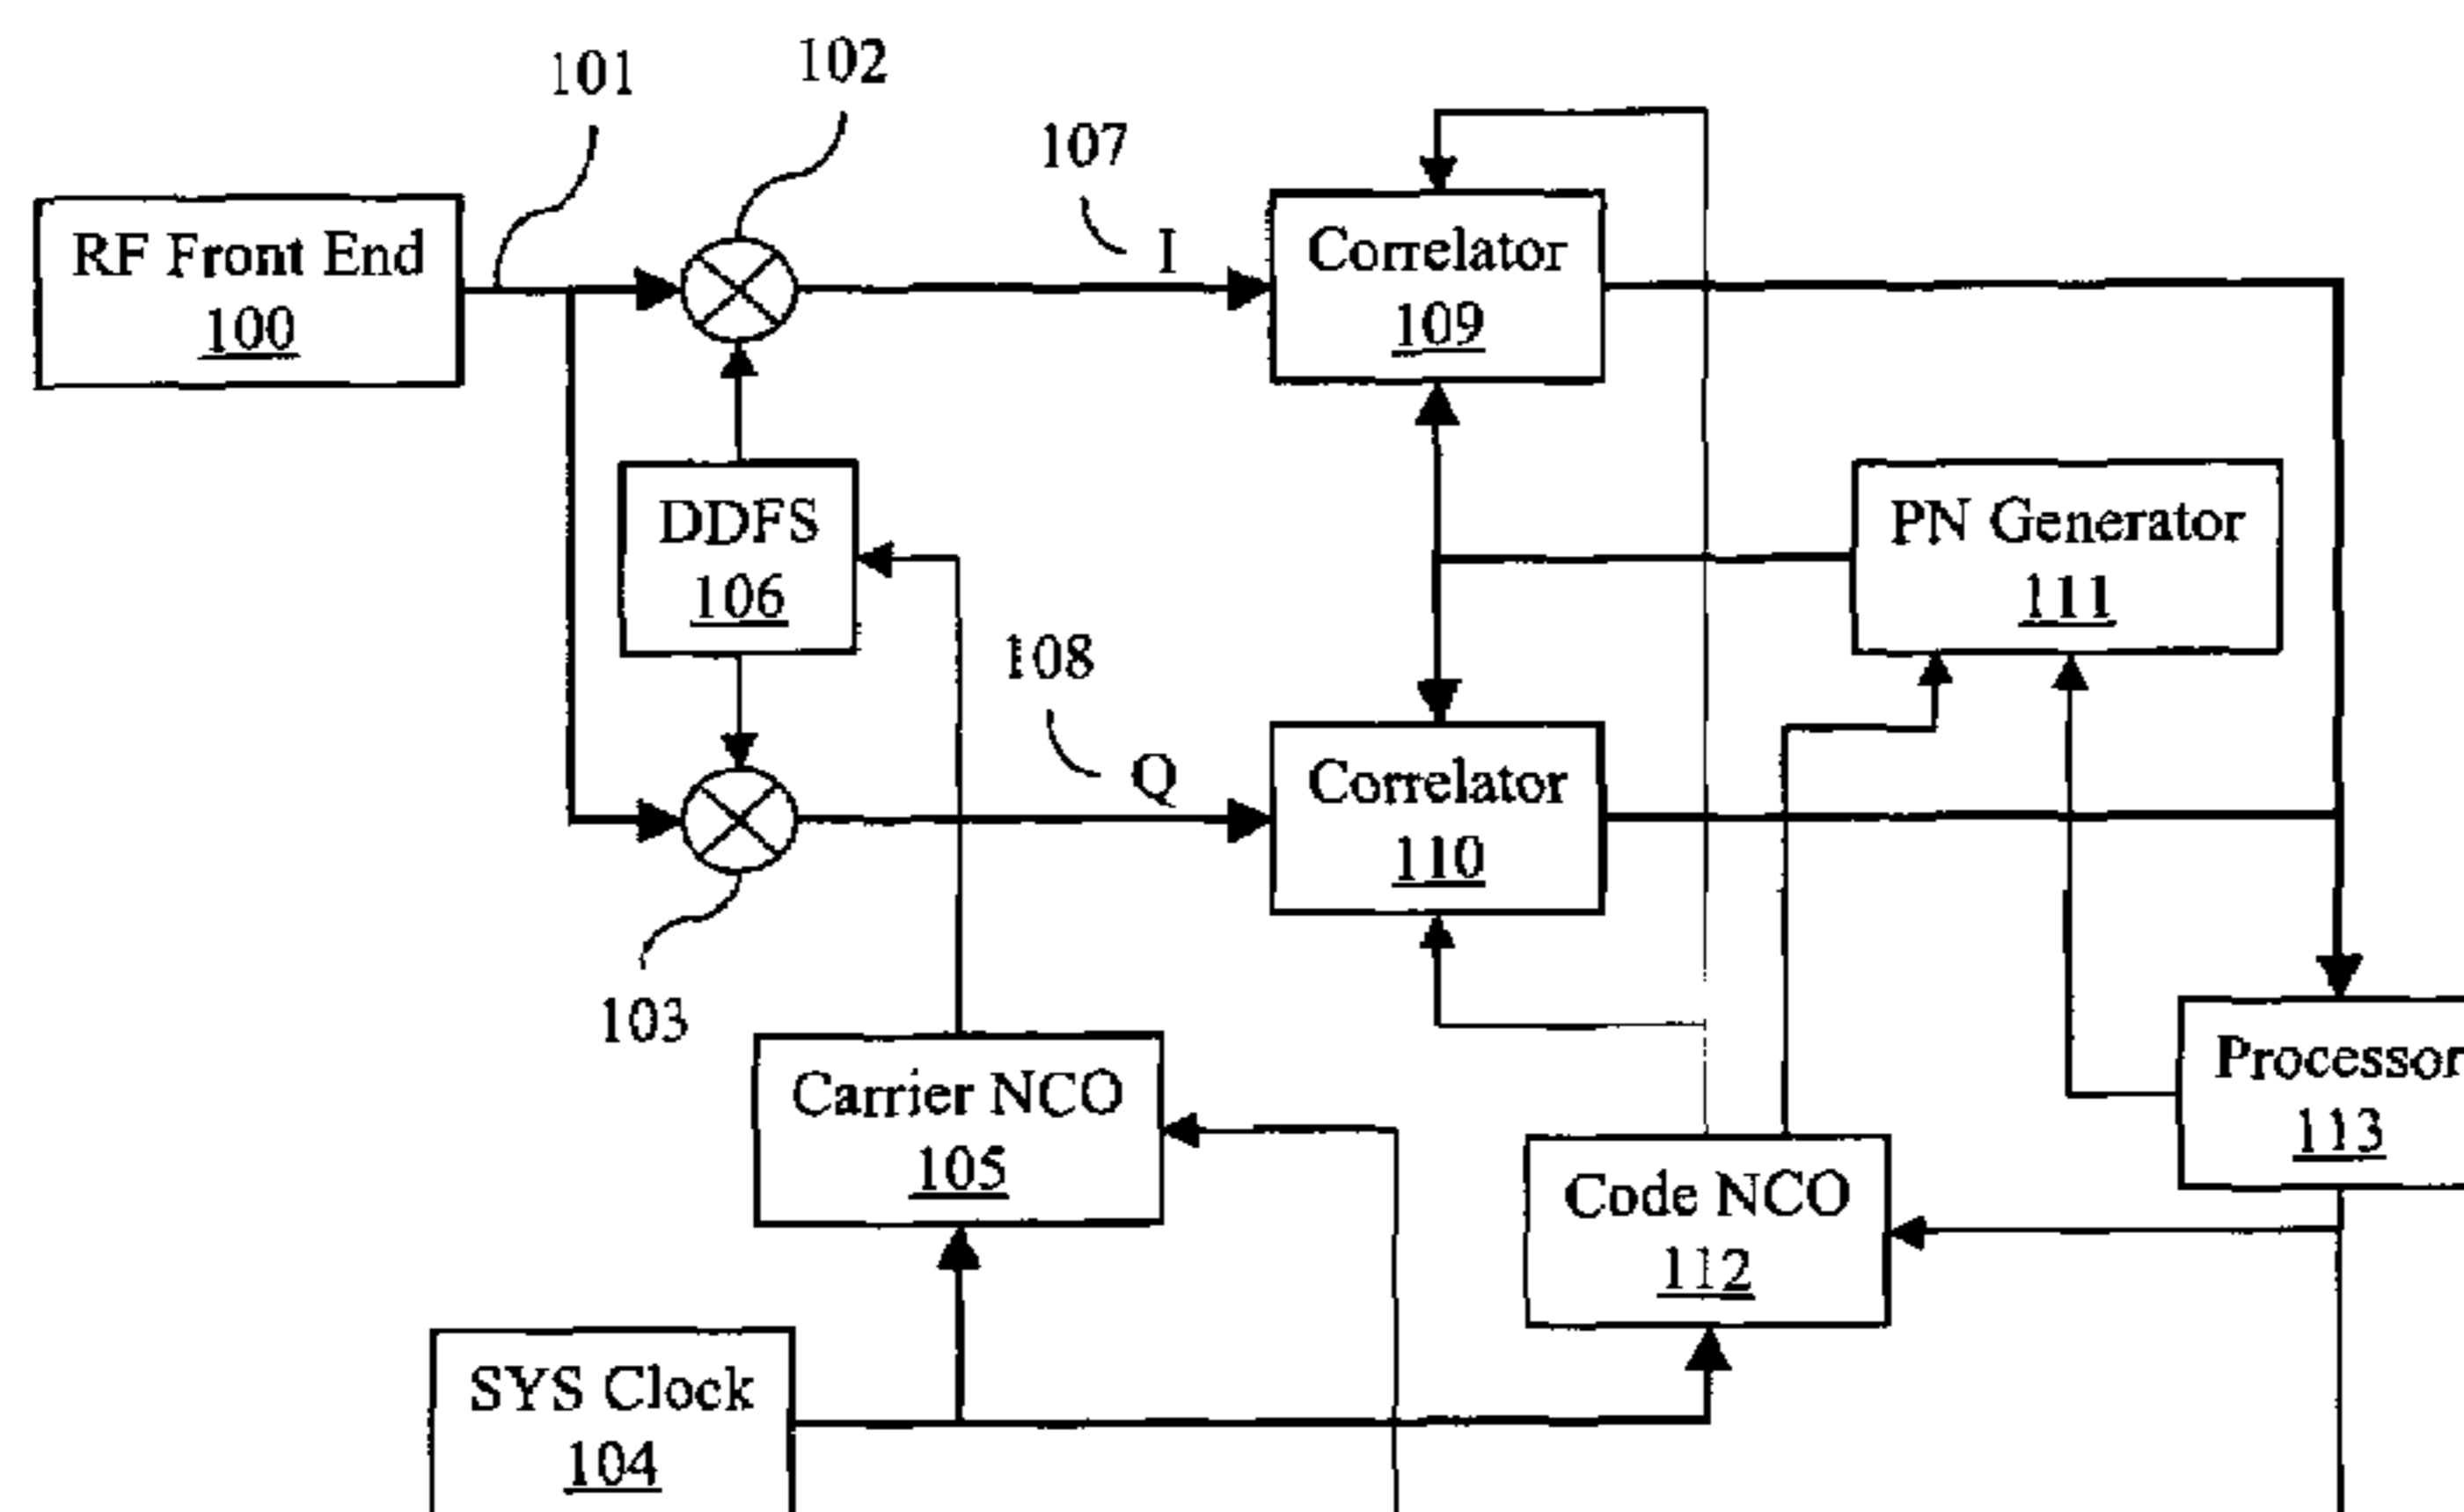 101
102
107
I
RF Front End
100
Correlator
109
DDFS
106
PN Generator
111
108
Q
Correlator
110
103
Carrier NCO
105
Processor
113
Code NCO
112
SYS Clock
104